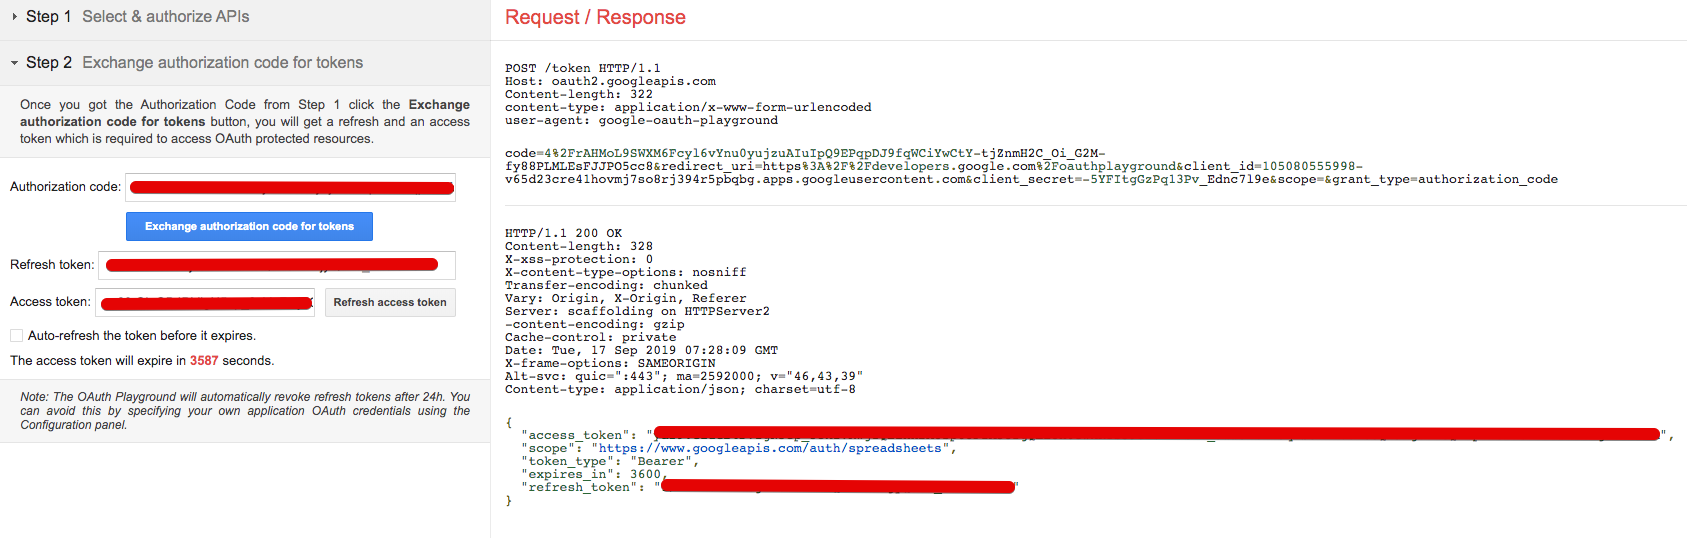 Step 1 Select & authorize APIs
Step 2 Exchange authorization code for tokens
Once you got the Authorization Code from Step 1 click the Exchange
authorization code for tokens button, you will get a refresh and an access
token which is required to access OAuth protected resources.
Authorization code:
Exchange authorization code for tokens
Refresh token:
Access token:
Refresh access token
Auto-refresh the token before it expires.
The access token will expire in 3587 seconds.
Note: The OAuth Playground will automatically revoke refresh tokens after 24h. You
can avoid this by specifying your own application OAuth credentials using the
Configuration panel.
Request / Response
POST /token HTTP/1.1
Host: oauth2.googleapis.com
Content-length: 322
content-type: application/x-www-form-urlencoded
user-agent: google-oauth-playground
code=4%2FrAHMoL9SWXM6Fcyl6vYnu0yujzuAIuIpQ9EPqpDJ9fqWCiYwCtY-tjZnmH2C_Oi_G2M-
fy88PLMLEsFJJPO5cc8&redirect_uri=https%3A%2F%2Fdevelopers.google.com%2Foauthplayground&client_id=105080555998-
v65d23cre41hovmj7so8rj394r5pbqbg.apps.googleusercontent.com&client_secret=-5YFItgGzPq13Pv_Ednc7l9e&scope=&grant_type=authorization_code
HTTP/1.1 200 OK
Content-length: 328
X-xss-protection: 0
X-content-type-options: nosniff
Transfer-encoding: chunked
Vary: Origin, X-Origin, Referer
Server: scaffolding on HTTPServer2
-content-encoding: gzip
Cache-control: private
Date: Tue, 17 Sep 2019 07:28:09 GMT
X-frame-options: SAMEORIGIN
Alt-svc: quic=":443"; ma=2592000; v="46,43,39"
Content-type: application/json; charset=utf-8
{
"access_token": "",
"scope": "https://www.googleapis.com/auth/spreadsheets",
"token_type": "Bearer",
"expires_in": 3600,
"refresh_token": ""
}